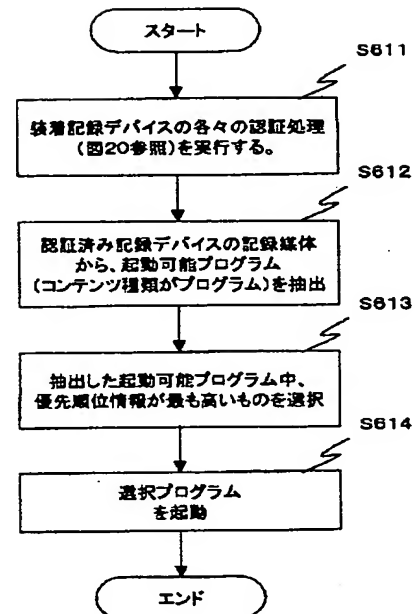 スタート
S611
装着記録デバイスの各々の認証処理
(図20参照)を実行する。
S612
認証済み記録デバイスの記録媒体
から、起動可能プログラム
(コンテンツ種類がプログラム)を抽出
S613
抽出した起動可能プログラム中、
優先順位情報が最も高いものを選択
S614
選択プログラム
を起動
エンド